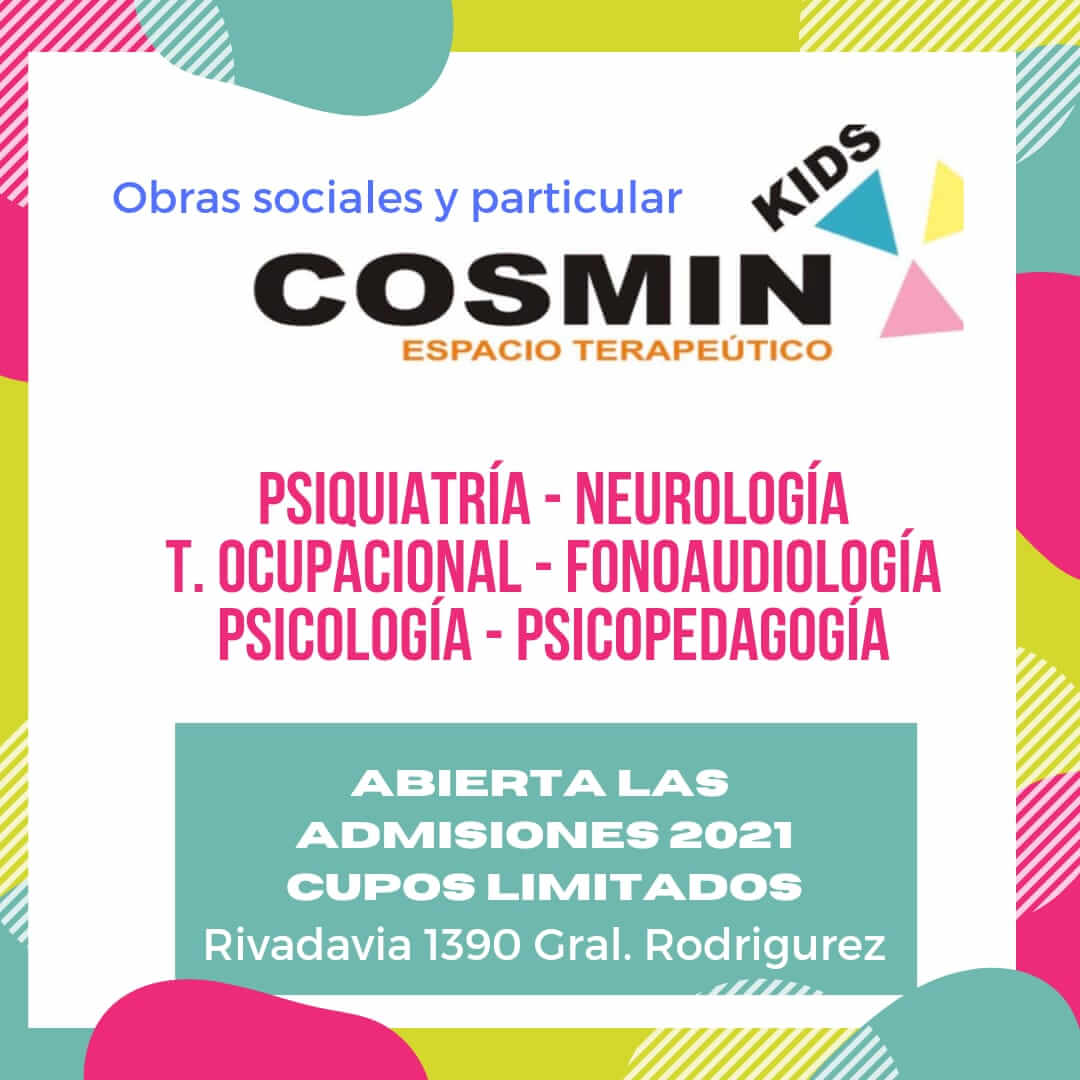 Obras sociales y particular
KIDS
COSMIN
ESPACIO TERAPEÚTICO
PSIQUIATRÍA - NEUROLOGÍA
T. OCUPACIONAL - FONOAUDIOLOGÍA
PSICOLOGÍA - PSICOPEDAGOGÍA
ABIERTA LAS
ADMISIONES 2021
CUPOS LIMITADOS
Rivadavia 1390 Gral. Rodrigurez